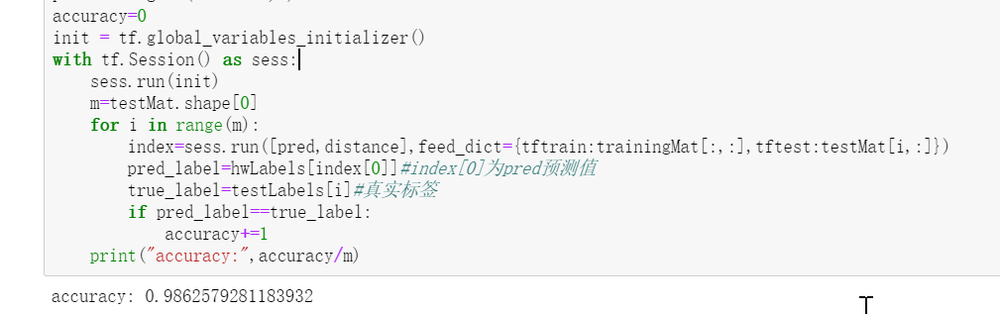 accuracy=0
init = tf.global_variables_initializer()
with tf.Session() as sess:
    sess.run(init)
    m=testMat.shape[0]
    for i in range(m):
        index=sess.run([pred,distance],feed_dict={tftrain:trainingMat[:,:],tftest:testMat[i,:]})
        pred_label=hwLabels[index[0]]#index[0]为pred预测值
        true_label=testLabels[i]#真实标签
        if pred_label==true_label:
            accuracy+=1
    print("accuracy:",accuracy/m)
accuracy: 0.9862579281183932